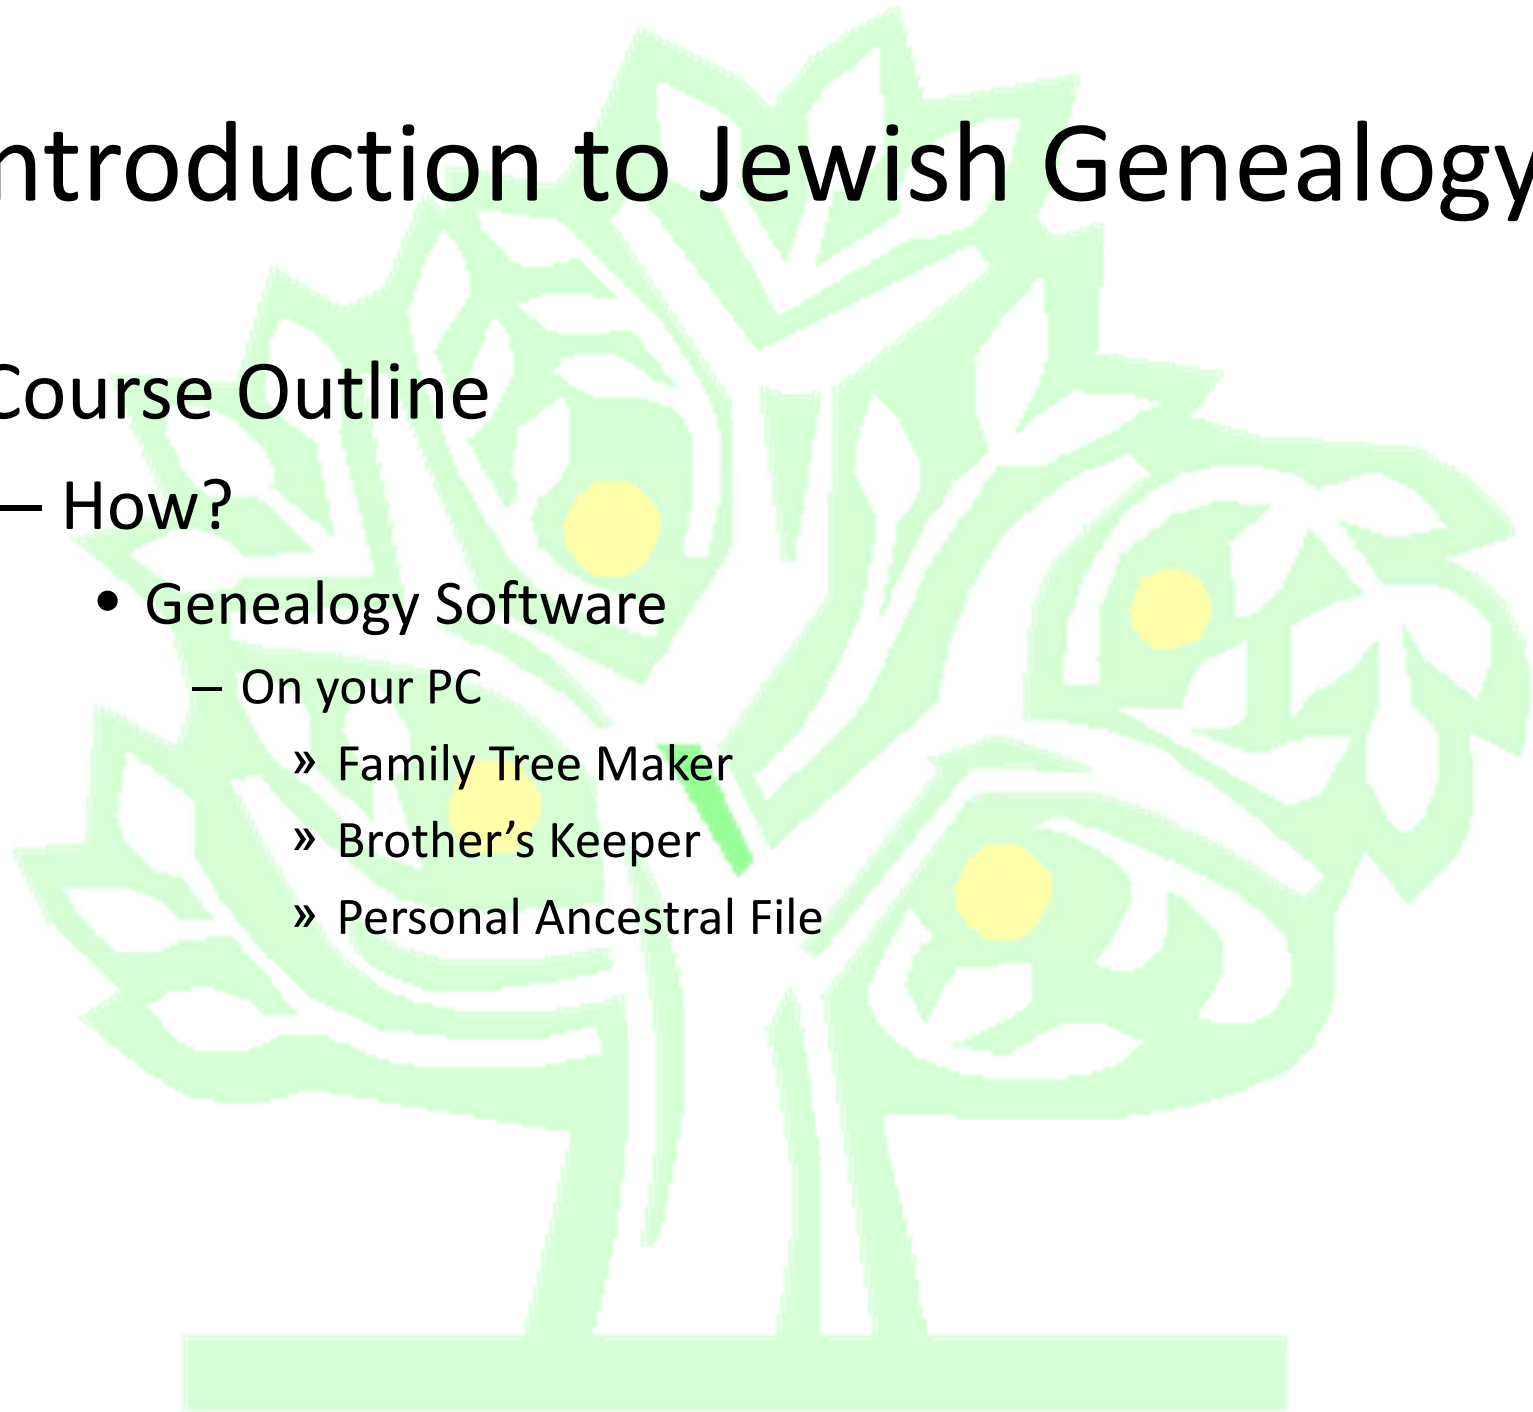 ntroduction to Jewish Genealogy
Course Outline
– How?
• Genealogy Software
– On your PC
» Family Tree Maker
» Brother’s Keeper
» Personal Ancestral File